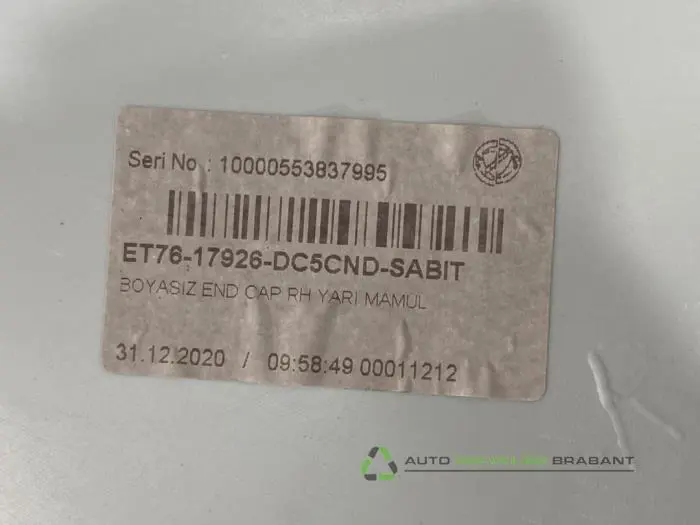 Seri No : 10000553837995
ET76-17926-DC5CND-SABIT
BOYASIZ END CAP RH YARI MAMUL
31.12.2020 / 09:58:49 00011212
AUTO RECYCLING BRABANT